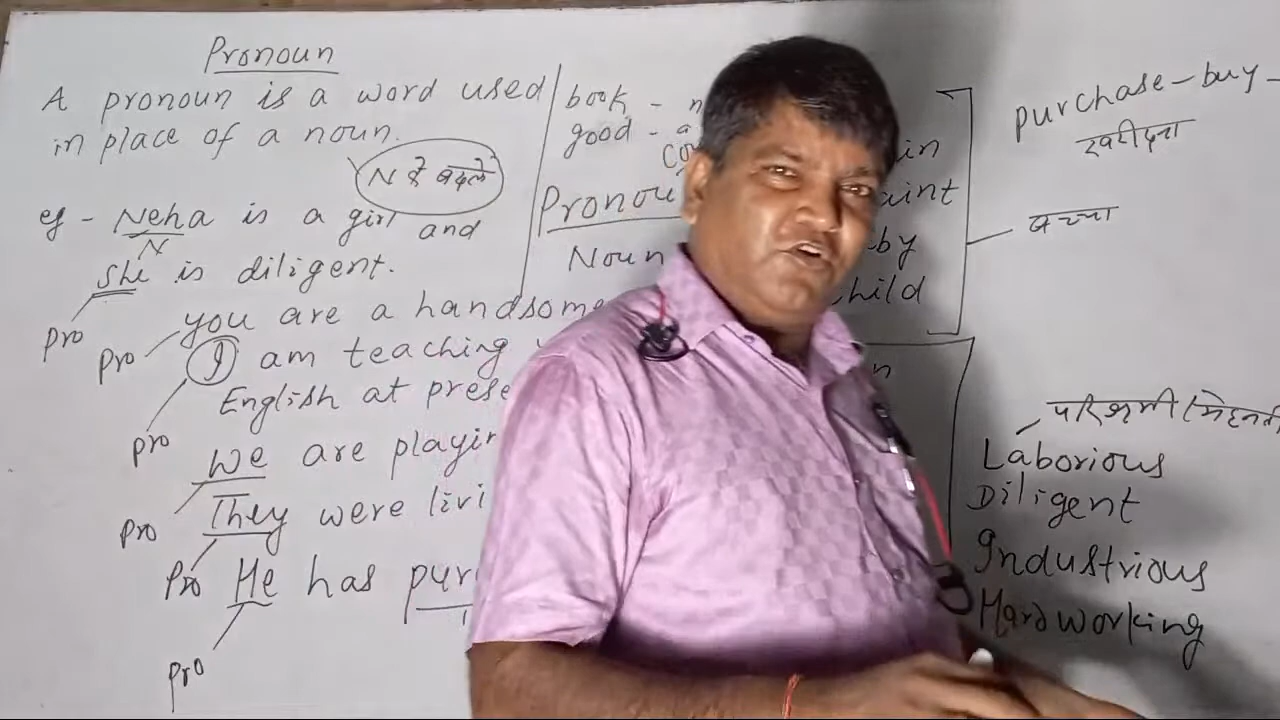 Pronoun
A pronoun is a word used
in place of a noun.
N के बदले
eg - Neha is a girl and
N
she is diligent.
pro
you are a handsome
pro
I am teaching
English at prese
pro
We are playin
pro
They were livi
pro
He has pur
pro
book - n
good - a
co
Pronou
Noun
in
aint
by
child
n
purchase - buy -
खरीदना
बच्चा
परिश्रमी / मेहनती
Laborious
Diligent
Industrious
Hardworking